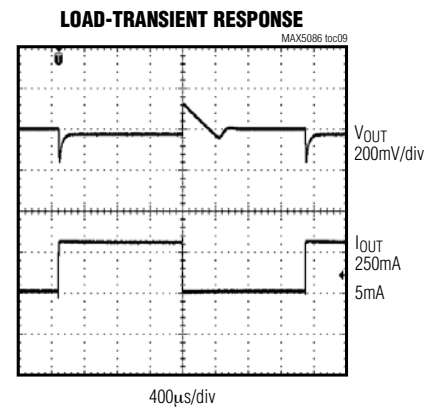 LOAD-TRANSIENT RESPONSE
MAX5086 toc09
VOUT
200mV/div
IOUT
250mA
5mA
400µs/div